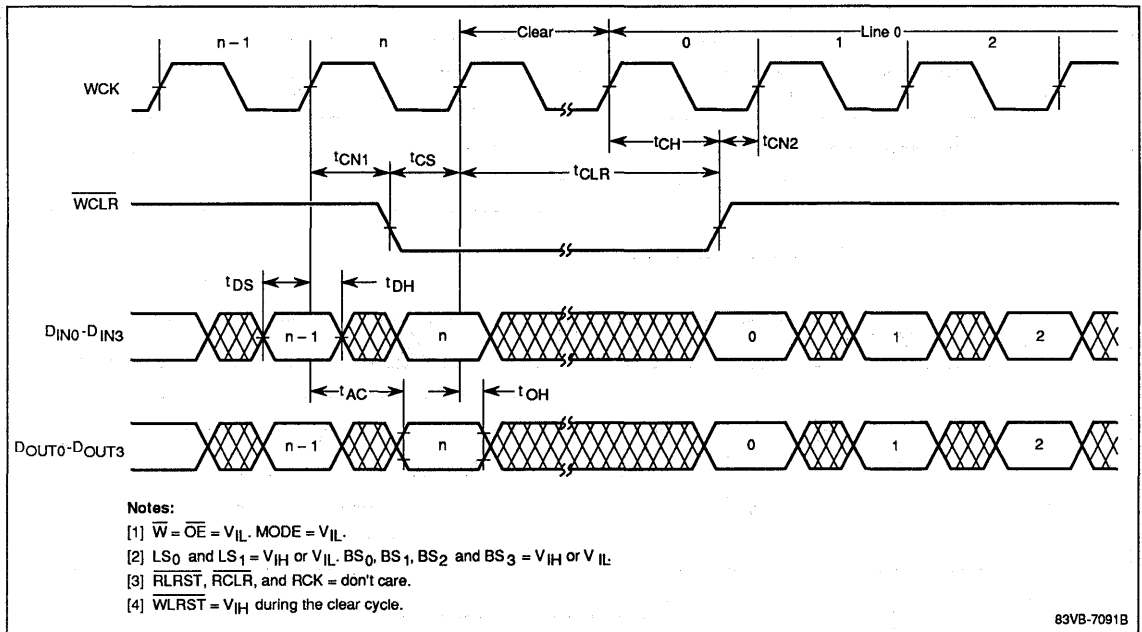 n – 1 n Clear 0 Line 0 1 2
WCK
tCH tCN2
tCN1 tCS tCLR
WCLR
tDS tDH
DIN0-DIN3 n – 1 n 0 1 2
tAC tOH
DOUT0-DOUT3 n – 1 n 0 1 2
Notes:
[1] W = OE = VIL. MODE = VIL.
[2] LS0 and LS1 = VIH or VIL. BS0, BS1, BS2 and BS3 = VIH or VIL.
[3] RLRST, RCLR, and RCK = don't care.
[4] WLRST = VIH during the clear cycle.
83VB-7091B